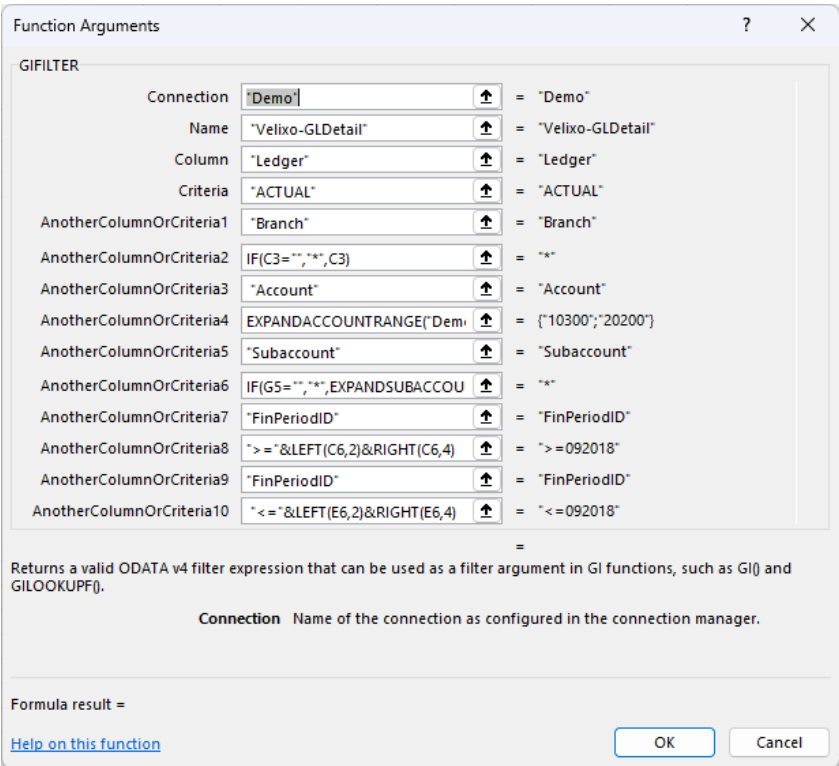 Function Arguments ? ×
GIFILTER
Connection "Demo" = "Demo"
Name "Velixo-GLDetail" = "Velixo-GLDetail"
Column "Ledger" = "Ledger"
Criteria "ACTUAL" = "ACTUAL"
AnotherColumnOrCriteria1 "Branch" = "Branch"
AnotherColumnOrCriteria2 IF(C3="","*",C3) = "*"
AnotherColumnOrCriteria3 "Account" = "Account"
AnotherColumnOrCriteria4 EXPANDACCOUNTRANGE("Dem = {"10300";"20200"}
AnotherColumnOrCriteria5 "Subaccount" = "Subaccount"
AnotherColumnOrCriteria6 IF(G5="","*",EXPANDSUBACCOU = "*"
AnotherColumnOrCriteria7 "FinPeriodID" = "FinPeriodID"
AnotherColumnOrCriteria8 ">="&LEFT(C6,2)&RIGHT(C6,4) = ">=092018"
AnotherColumnOrCriteria9 "FinPeriodID" = "FinPeriodID"
AnotherColumnOrCriteria10 "<="&LEFT(E6,2)&RIGHT(E6,4) = "<=092018"
=
Returns a valid ODATA v4 filter expression that can be used as a filter argument in GI functions, such as GI() and
GILOOKUPF().
Connection Name of the connection as configured in the connection manager.
Formula result =
Help on this function OK Cancel